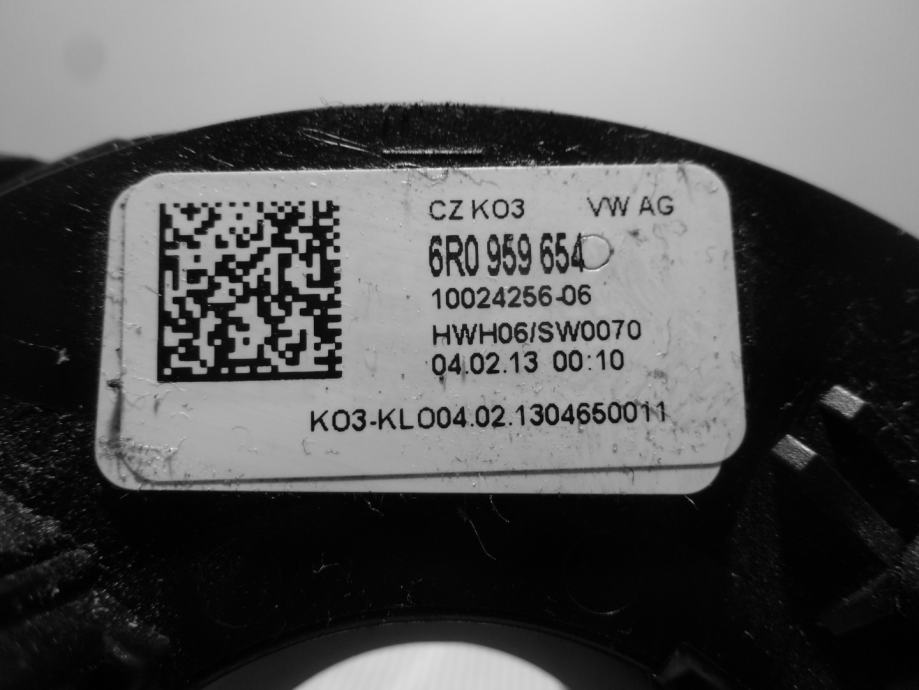 CZ KO3 VW AG
6R0 959 654
10024256-06
HWH06/SW0070
04.02.13 00:10
KO3-KLO04.02.1304650011